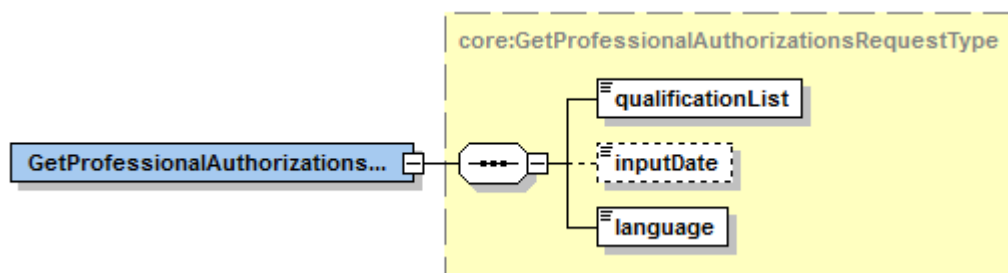 core:GetProfessionalAuthorizationsRequestType
qualificationList
GetProfessionalAuthorizations...
inputDate
language